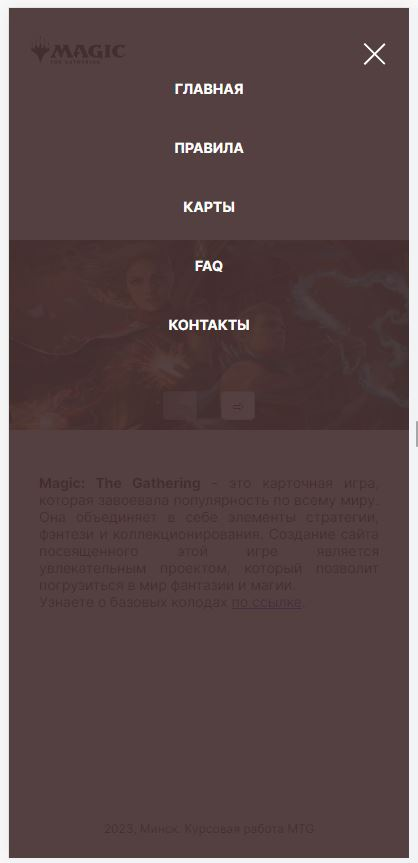 MAGIC
THE GATHERING
ГЛАВНАЯ
ПРАВИЛА
КАРТЫ
FAQ
КОНТАКТЫ
Magic: The Gathering - это карточная игра,
которая завоевала популярность по всему миру.
Она объединяет в себе элементы стратегии,
фэнтези и коллекционирования. Создание сайта
посвященного этой игре является
увлекательным проектом, который позволит
погрузиться в мир фантазии и магии.
Узнаете о базовых колодах по ссылке.
2023, Минск. Курсовая работа MTG